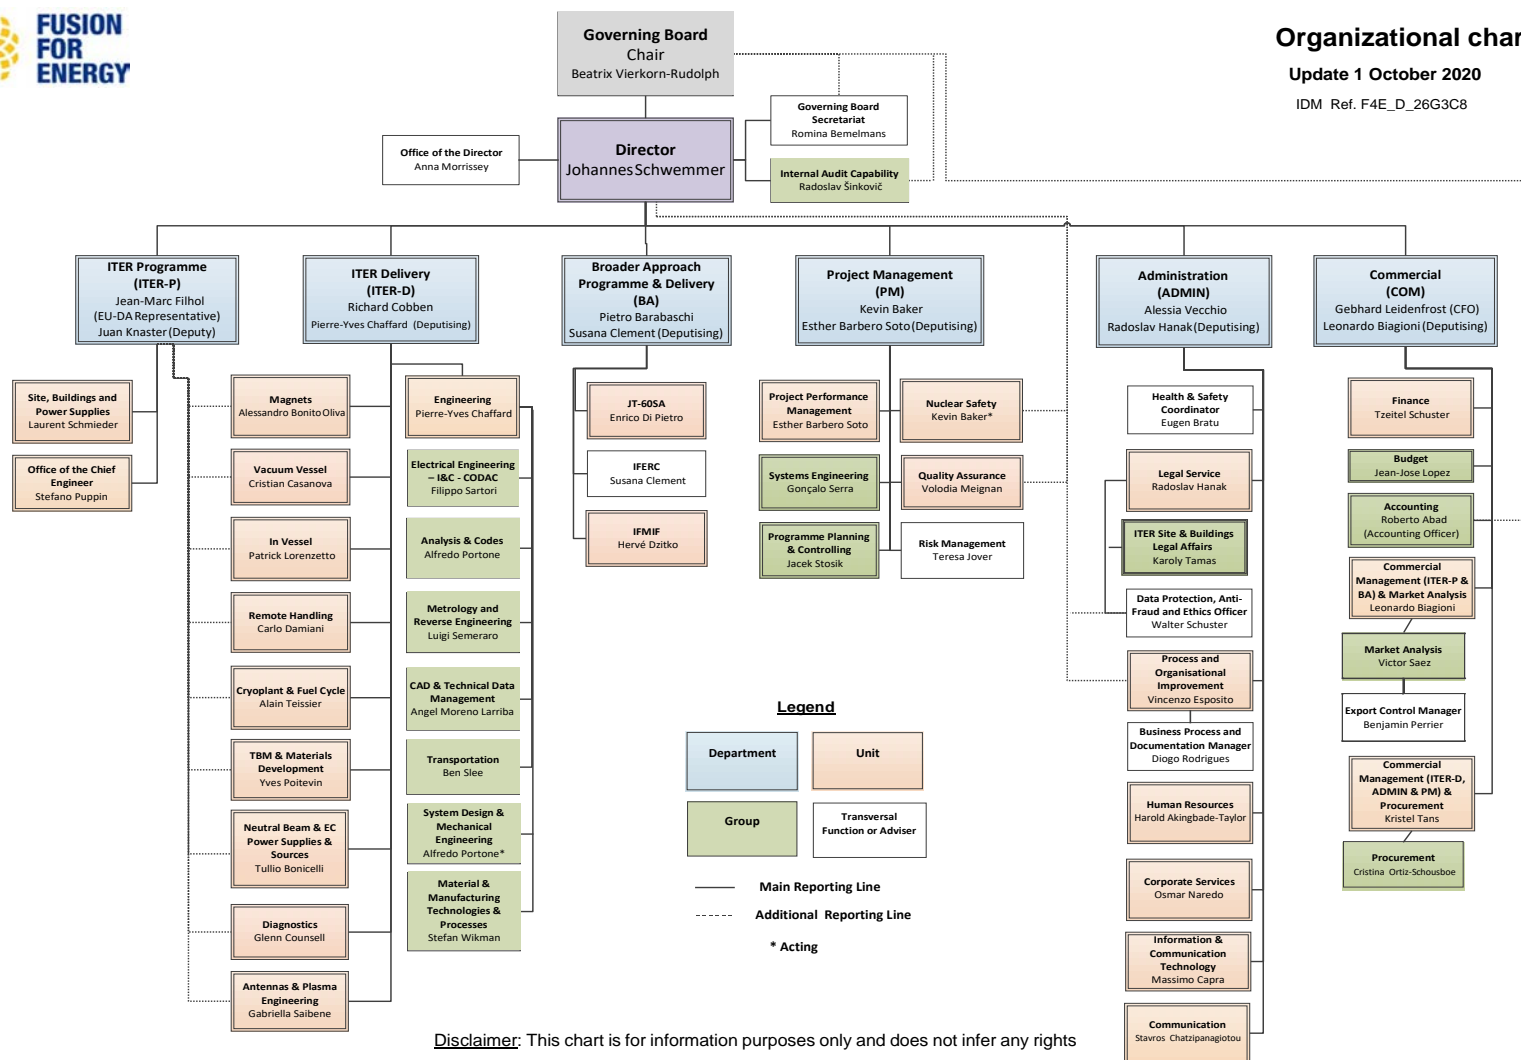 FUSION
FOR
ENERGY
Governing Board
Chair
Beatrix Vierkorn-Rudolph
Organizational char
Update 1 October 2020
IDM Ref. F4E_D_26G3C8
Governing Board
Secretariat
Romina Bemelmans
Office of the Director
Anna Morrissey
Director
Johannes Schwemmer
Internal Audit Capability
Radoslav Šinkovič
ITER Programme
(ITER-P)
Jean-Marc Filhol
(EU-DA Representative)
Juan Knaster (Deputy)
ITER Delivery
(ITER-D)
Richard Cobben
Pierre-Yves Chaffard (Deputising)
Broader Approach
Programme & Delivery
(BA)
Pietro Barabaschi
Susana Clement (Deputising)
Project Management
(PM)
Kevin Baker
Esther Barbero Soto (Deputising)
Administration
(ADMIN)
Alessia Vecchio
Radoslav Hanak (Deputising)
Commercial
(COM)
Gebhard Leidenfrost (CFO)
Leonardo Biagioni (Deputising)
Site, Buildings and
Power Supplies
Laurent Schmieder
Office of the Chief
Engineer
Stefano Puppin
Magnets
Alessandro Bonito Oliva
Vacuum Vessel
Cristian Casanova
In Vessel
Patrick Lorenzetto
Remote Handling
Carlo Damiani
Cryoplant & Fuel Cycle
Alain Teissier
TBM & Materials
Development
Yves Poitevin
Neutral Beam & EC
Power Supplies &
Sources
Tullio Bonicelli
Diagnostics
Glenn Counsell
Antennas & Plasma
Engineering
Gabriella Saibene
Engineering
Pierre-Yves Chaffard
Electrical Engineering
– I&C - CODAC
Filippo Sartori
Analysis & Codes
Alfredo Portone
Metrology and
Reverse Engineering
Luigi Semeraro
CAD & Technical Data
Management
Angel Moreno Larriba
Transportation
Ben Slee
System Design &
Mechanical
Engineering
Alfredo Portone*
Material &
Manufacturing
Technologies &
Processes
Stefan Wikman
JT-60SA
Enrico Di Pietro
IFERC
Susana Clement
IFMIF
Hervé Dzitko
Project Performance
Management
Esther Barbero Soto
Systems Engineering
Gonçalo Serra
Programme Planning
& Controlling
Jacek Stosik
Nuclear Safety
Kevin Baker*
Quality Assurance
Volodia Meignan
Risk Management
Teresa Jover
Health & Safety
Coordinator
Eugen Bratu
Legal Service
Radoslav Hanak
ITER Site & Buildings
Legal Affairs
Karoly Tamas
Data Protection, Anti-
Fraud and Ethics Officer
Walter Schuster
Process and
Organisational
Improvement
Vincenzo Esposito
Business Process and
Documentation Manager
Diogo Rodrigues
Human Resources
Harold Akingbade-Taylor
Corporate Services
Osmar Naredo
Information &
Communication
Technology
Massimo Capra
Communication
Stavros Chatzipanagiotou
Finance
Tzeitel Schuster
Budget
Jean-Jose Lopez
Accounting
Roberto Abad
(Accounting Officer)
Commercial
Management (ITER-P &
BA) & Market Analysis
Leonardo Biagioni
Market Analysis
Victor Saez
Export Control Manager
Benjamin Perrier
Commercial
Management (ITER-D,
ADMIN & PM) &
Procurement
Kristel Tans
Procurement
Cristina Ortiz-Schousboe
Legend
Department
Unit
Group
Transversal
Function or Adviser
Main Reporting Line
Additional Reporting Line
* Acting
Disclaimer: This chart is for information purposes only and does not infer any rights